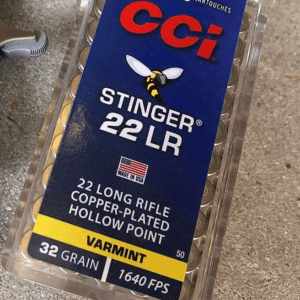 CARTOUCHES
CCi
STINGER®
22 LR
MADE IN USA
22 LONG RIFLE
COPPER-PLATED
HOLLOW POINT
VARMINT
50
32 GRAIN
1640 FPS